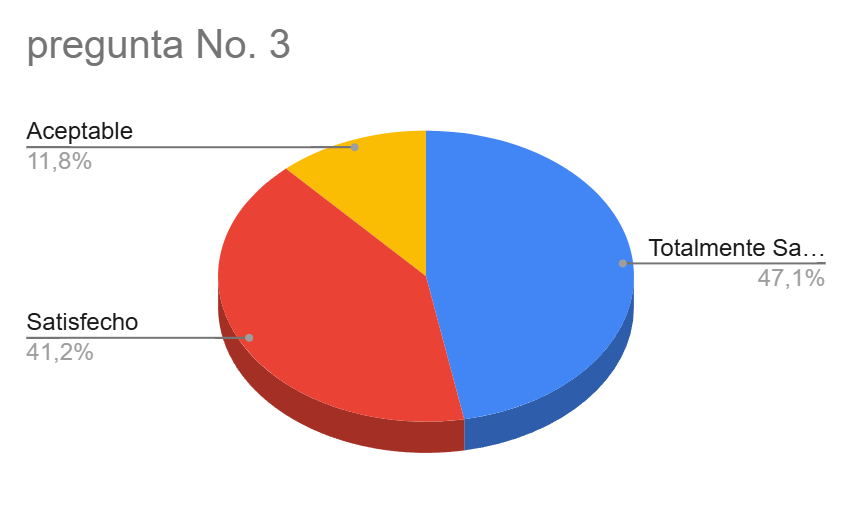 pregunta No. 3
Aceptable
11,8%
Totalmente Sa…
47,1%
Satisfecho
41,2%